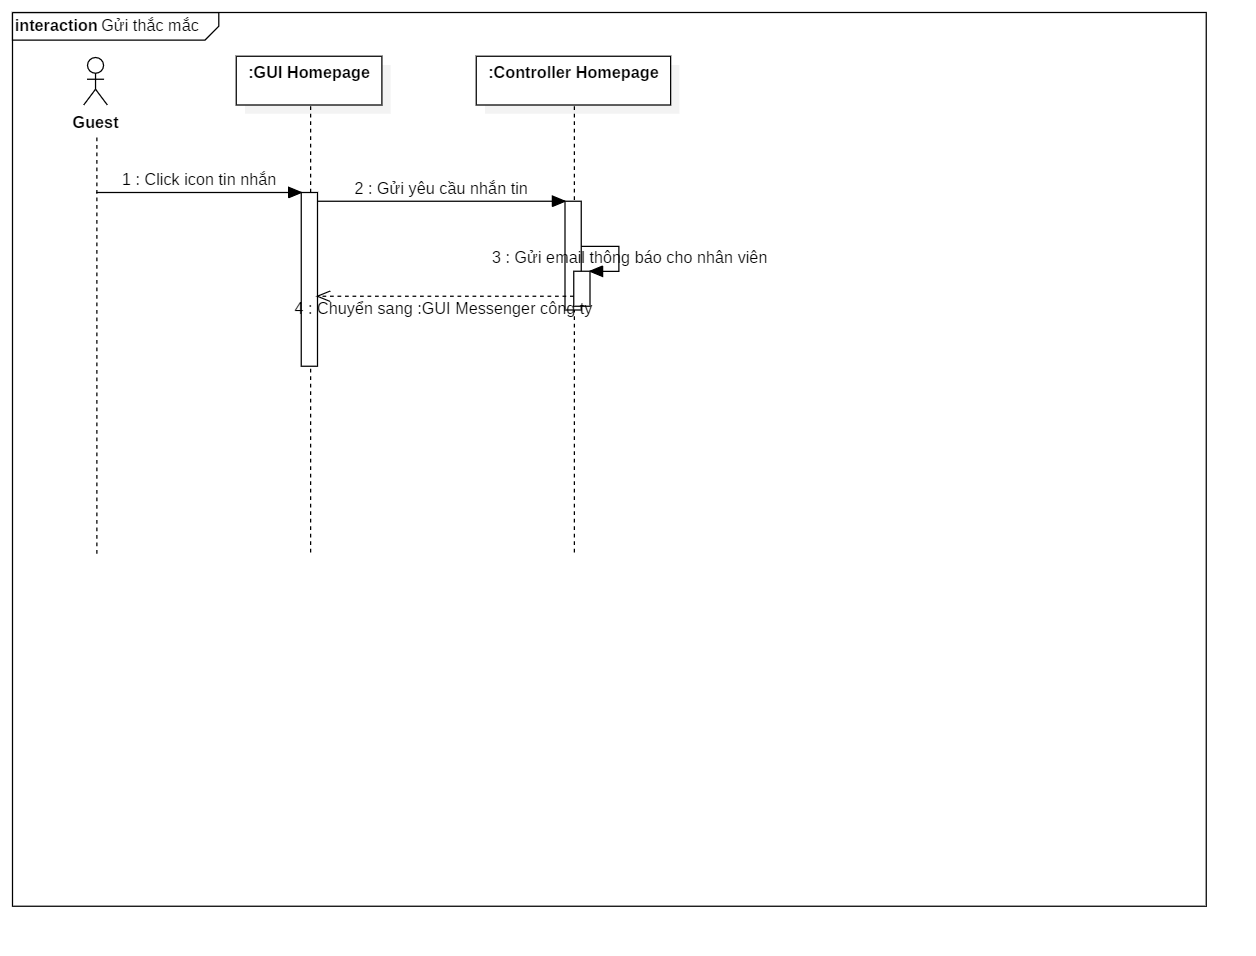 interaction Gửi thắc mắc
:GUI Homepage
:Controller Homepage
Guest
1 : Click icon tin nhắn
2 : Gửi yêu cầu nhắn tin
3 : Gửi email thông báo cho nhân viên
4 : Chuyển sang :GUI Messenger công ty